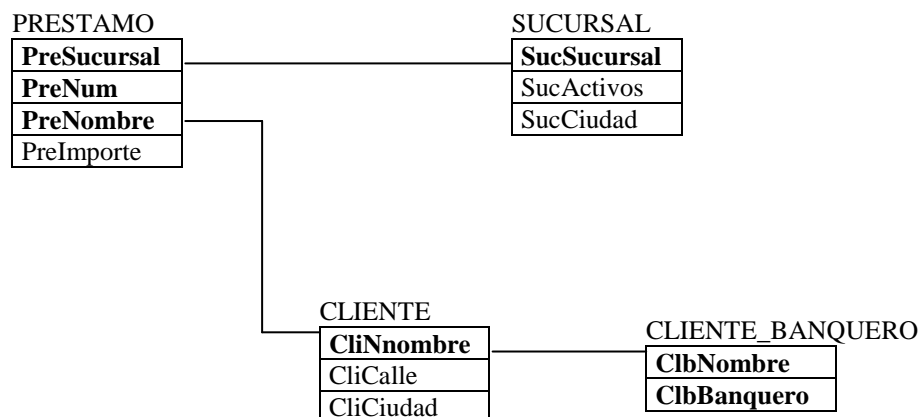 PRESTAMO
PreSucursal
PreNum
PreNombre
PreImporte
SUCURSAL
SucSucursal
SucActivos
SucCiudad
CLIENTE
CliNnombre
CliCalle
CliCiudad
CLIENTE_BANQUERO
ClbNombre
ClbBanquero